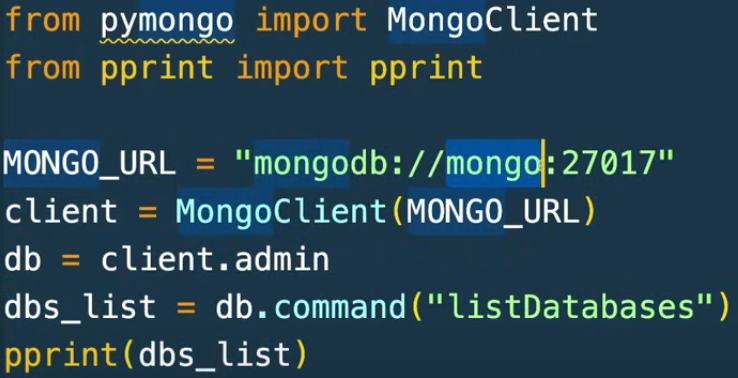 from pymongo import MongoClient
from pprint import pprint
MONGO_URL = "mongodb://mongo:27017"
client = MongoClient(MONGO_URL)
db = client.admin
dbs_list = db.command("listDatabases")
pprint(dbs_list)